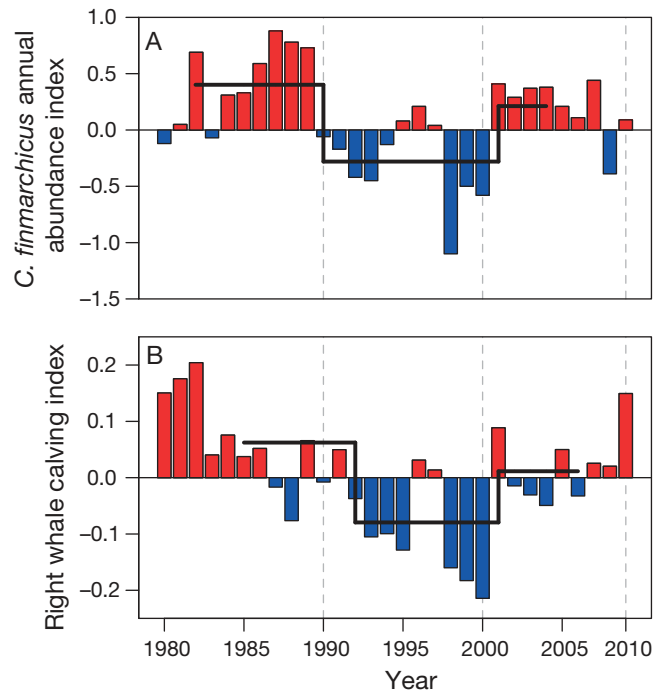 C. finmarchicus annual
abundance index
A
1.0
0.5
0.0
−0.5
−1.0
−1.5
Right whale calving index
B
0.2
0.1
0.0
−0.1
−0.2
1980 1985 1990 1995 2000 2005 2010
Year